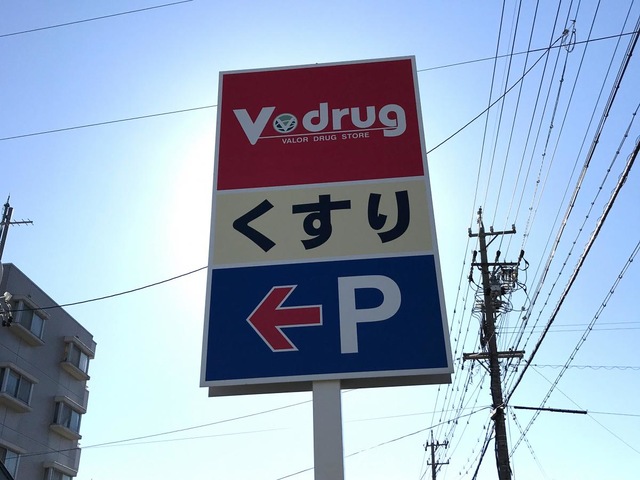 V drug
VALOR DRUG STORE
くすり
← P